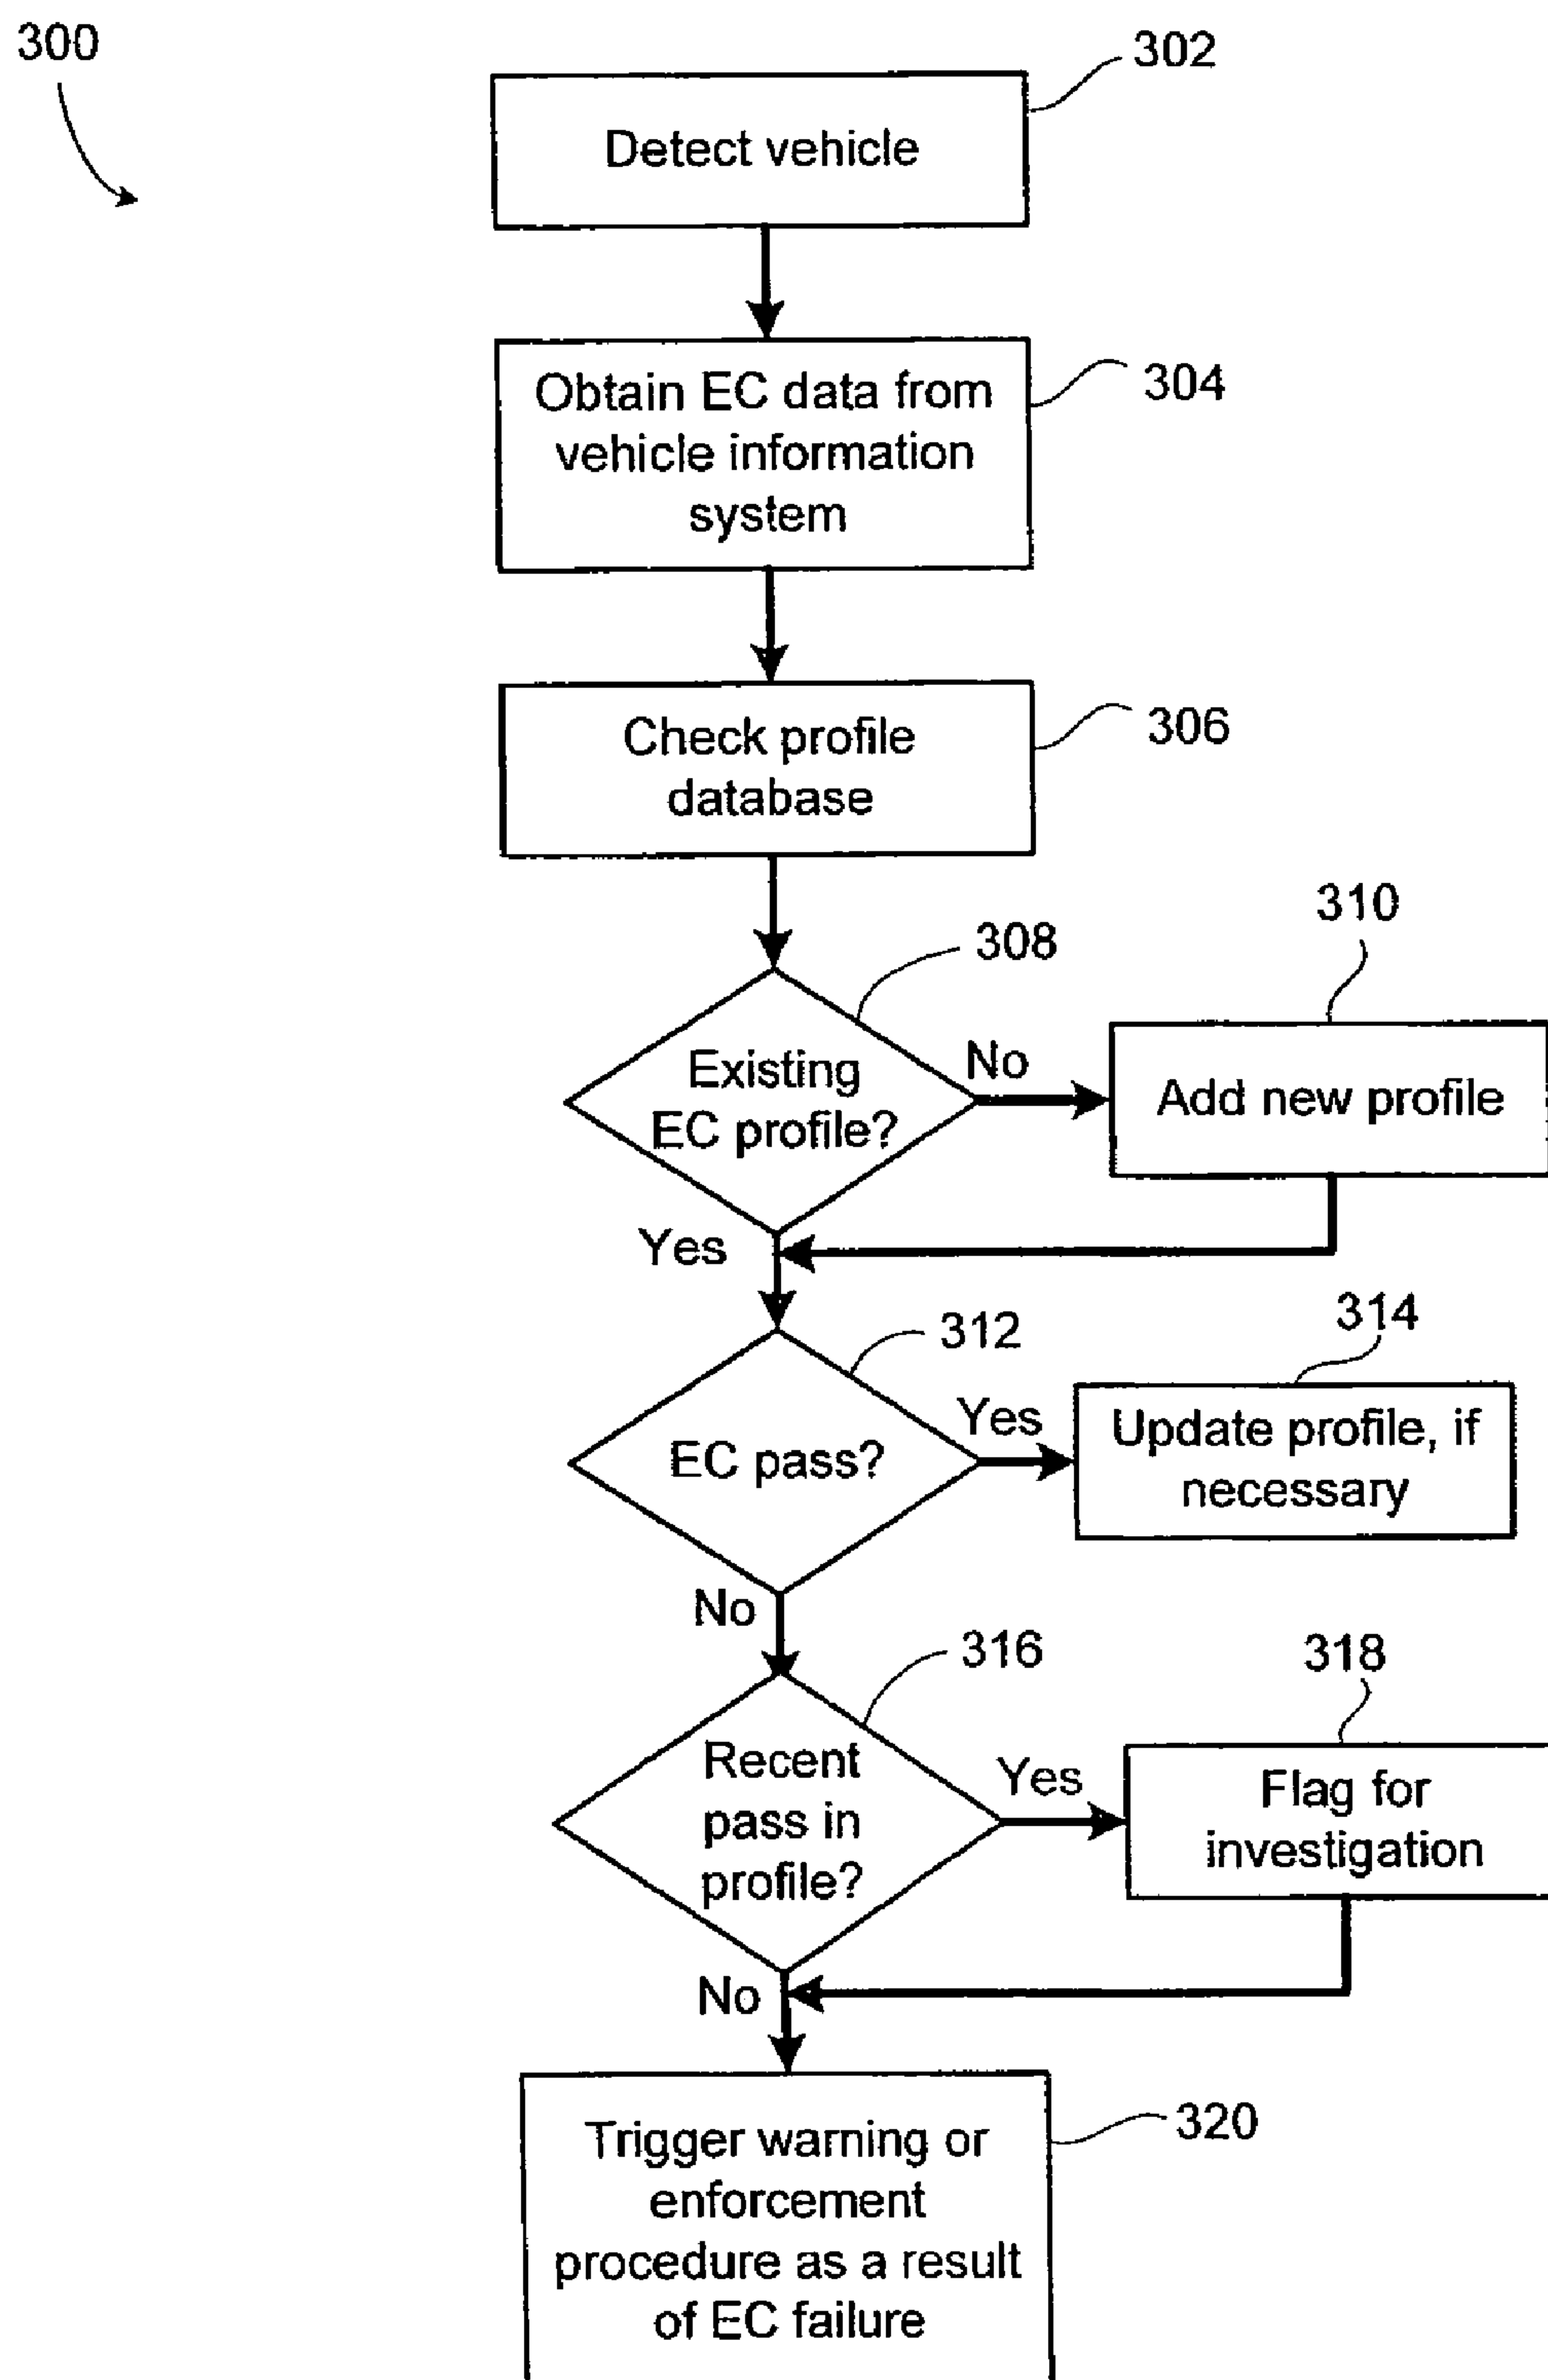 300
302
Detect vehicle
304
Obtain EC data from
vehicle information
system
306
Check profile
database
308
310
Existing
EC profile?
No
Add new profile
Yes
312
314
EC pass?
Yes
Update profile, if
necessary
No
316
318
Recent
pass in
profile?
Yes
Flag for
investigation
No
320
Trigger warning or
enforcement
procedure as a result
of EC failure